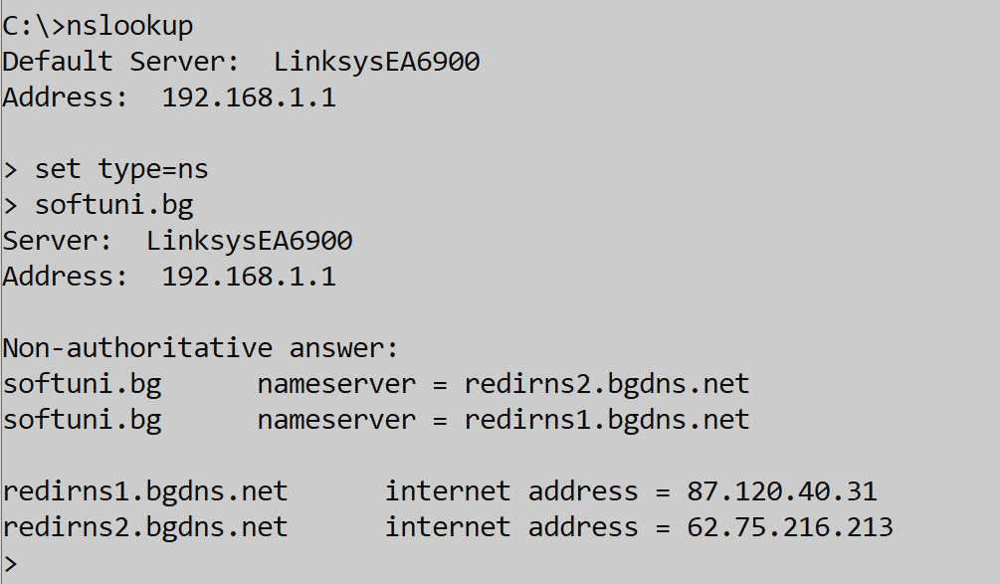 C:\>nslookup
Default Server:  LinksysEA6900
Address:  192.168.1.1

> set type=ns
> softuni.bg
Server:  LinksysEA6900
Address:  192.168.1.1

Non-authoritative answer:
softuni.bg      nameserver = redirns2.bgdns.net
softuni.bg      nameserver = redirns1.bgdns.net

redirns1.bgdns.net      internet address = 87.120.40.31
redirns2.bgdns.net      internet address = 62.75.216.213
>